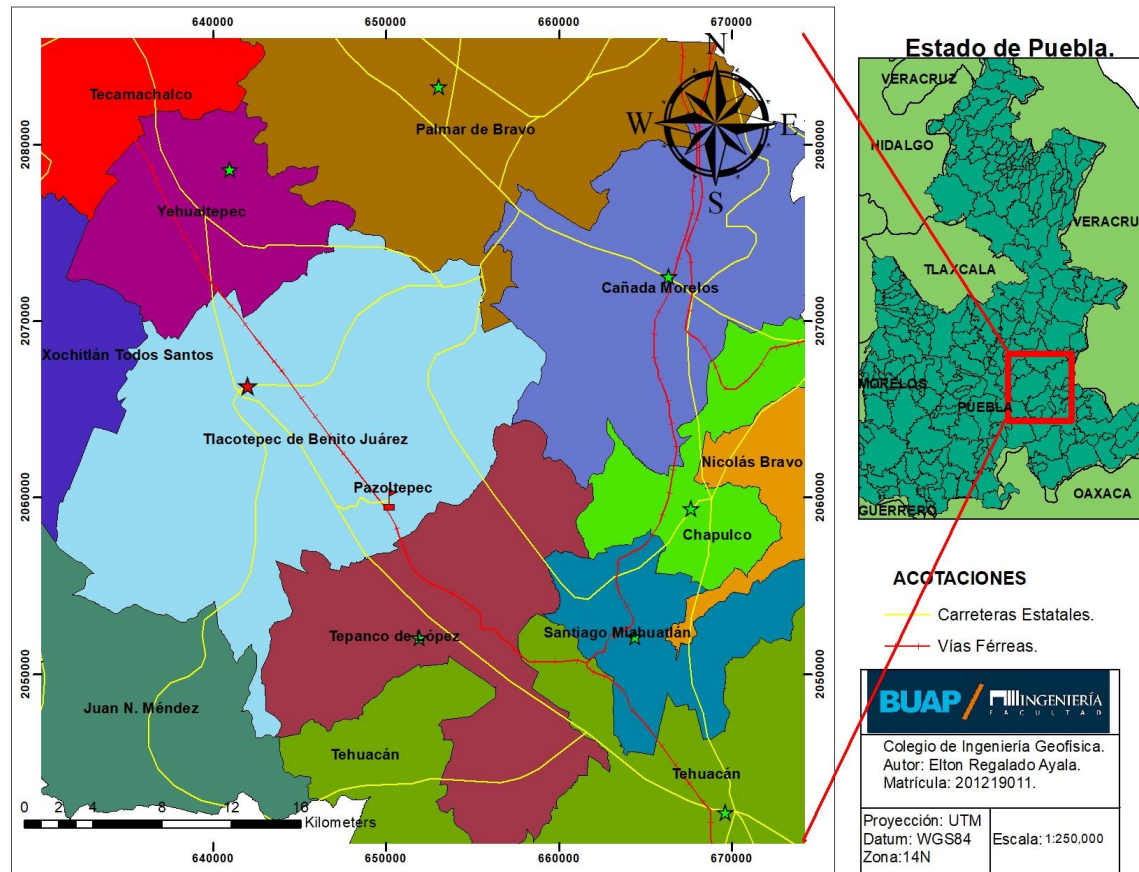 640000
650000
660000
670000
N
W
E
S
Tecamachalco
Palmar de Bravo
Yehualtepec
Cañada Morelos
Xochitlán Todos Santos
Tlacotepec de Benito Juárez
Nicolás Bravo
Pazoltepec
Chapulco
Tepanco de López
Santiago Miahuatlán
Juan N. Méndez
Tehuacán
Tehuacán
2080000
2070000
2060000
2050000
2080000
2070000
2060000
2050000
0 2 4 8 12 16
Kilometers
640000
650000
660000
670000
Estado de Puebla.
VERACRUZ
HIDALGO
VERACRU
TLAXCALA
MORELOS
PUEBLA
OAXACA
GUERRERO
ACOTACIONES
Carreteras Estatales.
Vías Férreas.
BUAP
INGENIERÍA
FACULTAD
Colegio de Ingeniería Geofísica.
Autor: Elton Regalado Ayala.
Matrícula: 201219011.
Proyección: UTM
Datum: WGS84
Zona:14N
Escala: 1:250,000